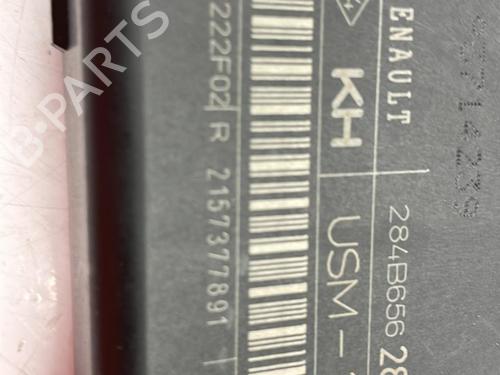 222F02 R 2157377891
KH USM -
ENAULT
284B656 28
B-PARTS